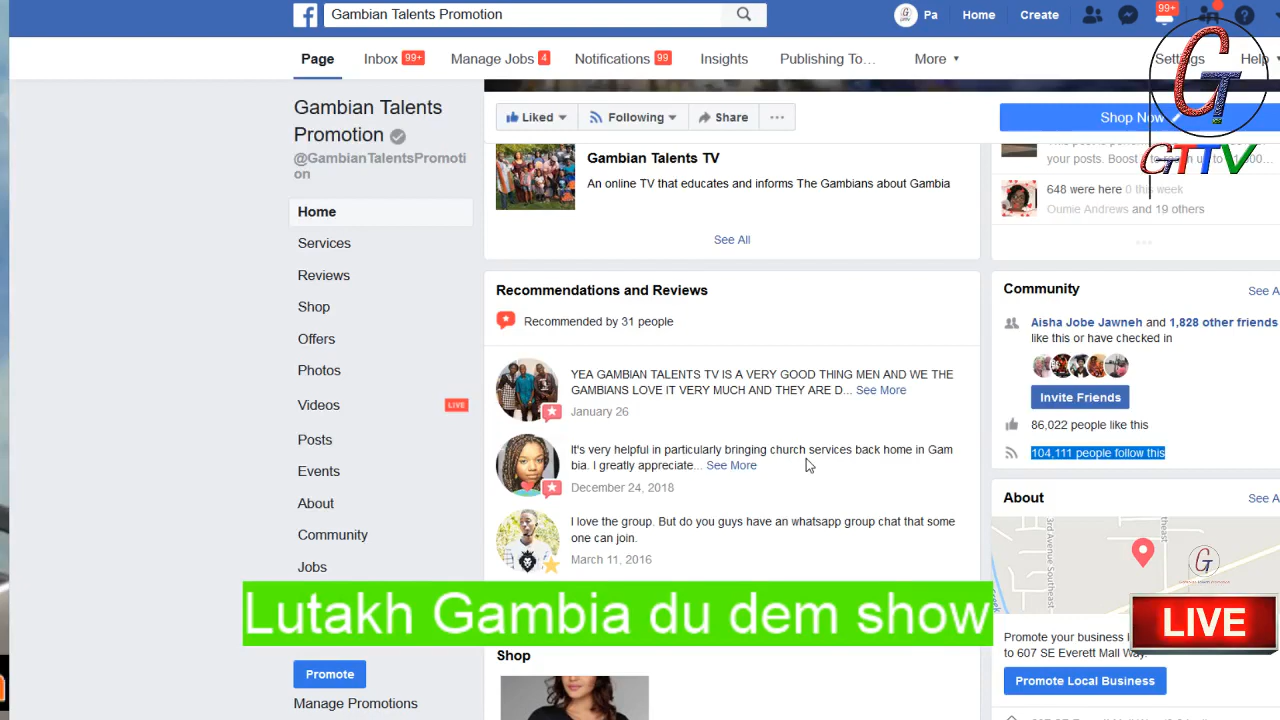 Gambian Talents Promotion
Pa
Home
Create
99+
Page
Inbox 99+
Manage Jobs 4
Notifications 99
Insights
Publishing To…
More
Settings
Help
Gambian Talents
Promotion
@GambianTalentsPromoti
on
Liked
Following
Share
Shop Now
GTTV
Home
Services
Reviews
Shop
Offers
Photos
Videos LIVE
Posts
Events
About
Community
Jobs
Promote
Manage Promotions
Gambian Talents TV
An online TV that educates and informs The Gambians about Gambia
See All
Recommendations and Reviews
Recommended by 31 people
YEA GAMBIAN TALENTS TV IS A VERY GOOD THING MEN AND WE THE
GAMBIANS LOVE IT VERY MUCH AND THEY ARE D... See More
January 26
It's very helpful in particularly bringing church services back home in Gam
bia. I greatly appreciate... See More
December 24, 2018
I love the group. But do you guys have an whatsapp group chat that some
one can join.
March 11, 2016
Lutakh Gambia du dem show
Shop
your posts. Boost
648 were here 0 this week
Oumie Andrews and 19 others
Community
See A
Aisha Jobe Jawneh and 1,828 other friends
like this or have checked in
Invite Friends
86,022 people like this
104,111 people follow this
About
See A
3rd Avenue Southeast
LIVE
Promote your business
to 607 SE Everett Mall Way.
Promote Local Business